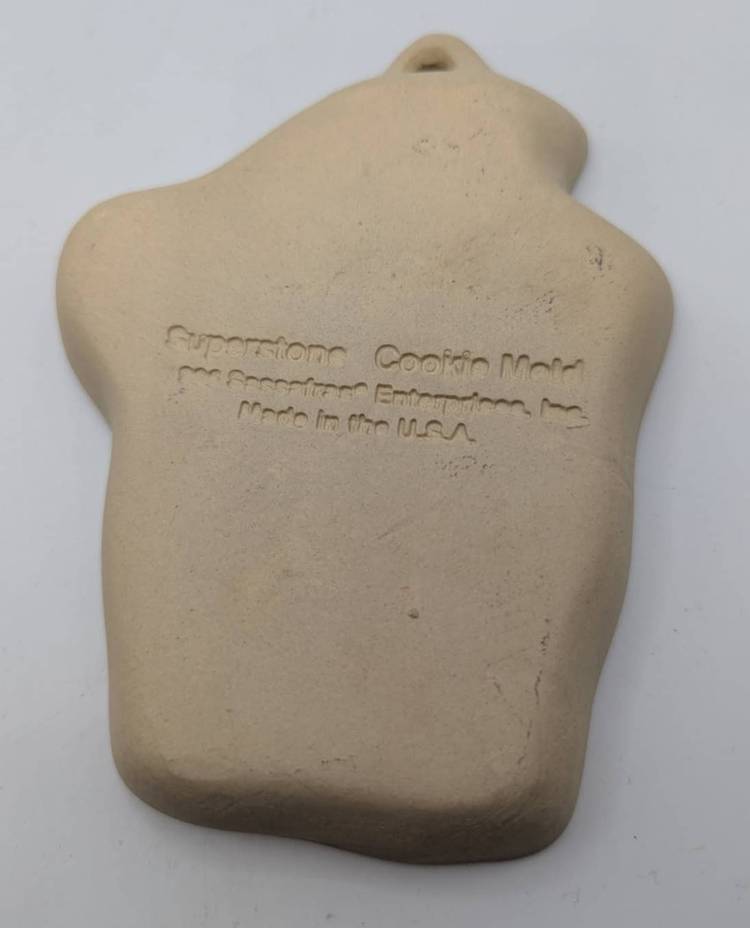 Superstone Cookie Mold
Sassafras® Enterprises, Inc.
Made in the U.S.A.